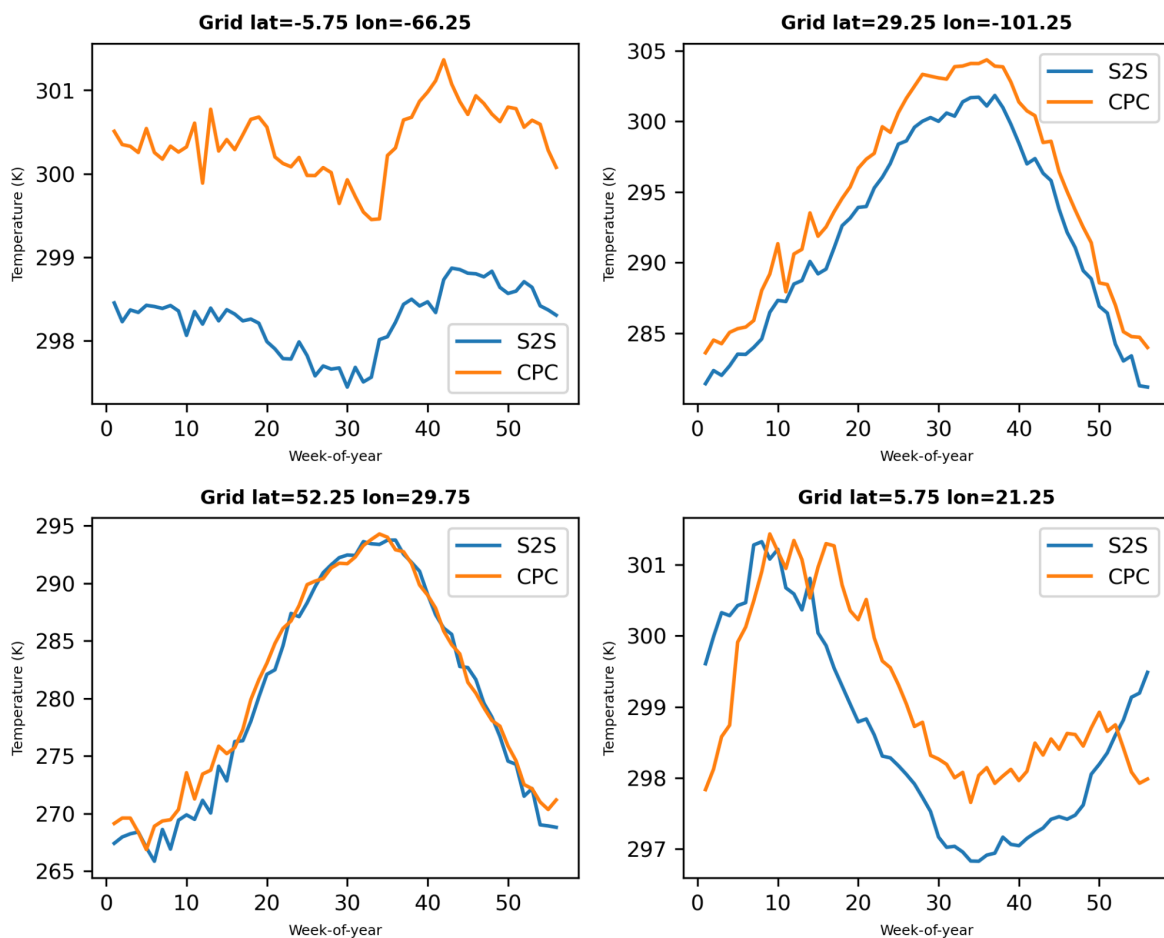 Grid lat=-5.75 lon=-66.25
Temperature (K)
301
300
299
298
S2S
CPC
0 10 20 30 40 50
Week-of-year
Grid lat=29.25 lon=-101.25
Temperature (K)
305
300
295
290
285
S2S
CPC
0 10 20 30 40 50
Week-of-year
Grid lat=52.25 lon=29.75
Temperature (K)
295
290
285
280
275
270
265
S2S
CPC
0 10 20 30 40 50
Week-of-year
Grid lat=5.75 lon=21.25
Temperature (K)
301
300
299
298
297
S2S
CPC
0 10 20 30 40 50
Week-of-year